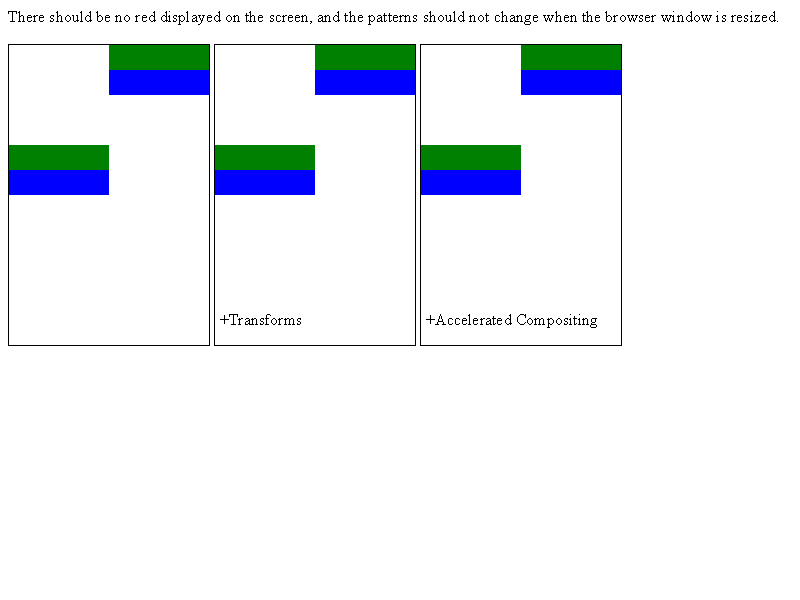 There should be no red displayed on the screen, and the patterns should not change when the browser window is resized.
+Transforms
+Accelerated Compositing